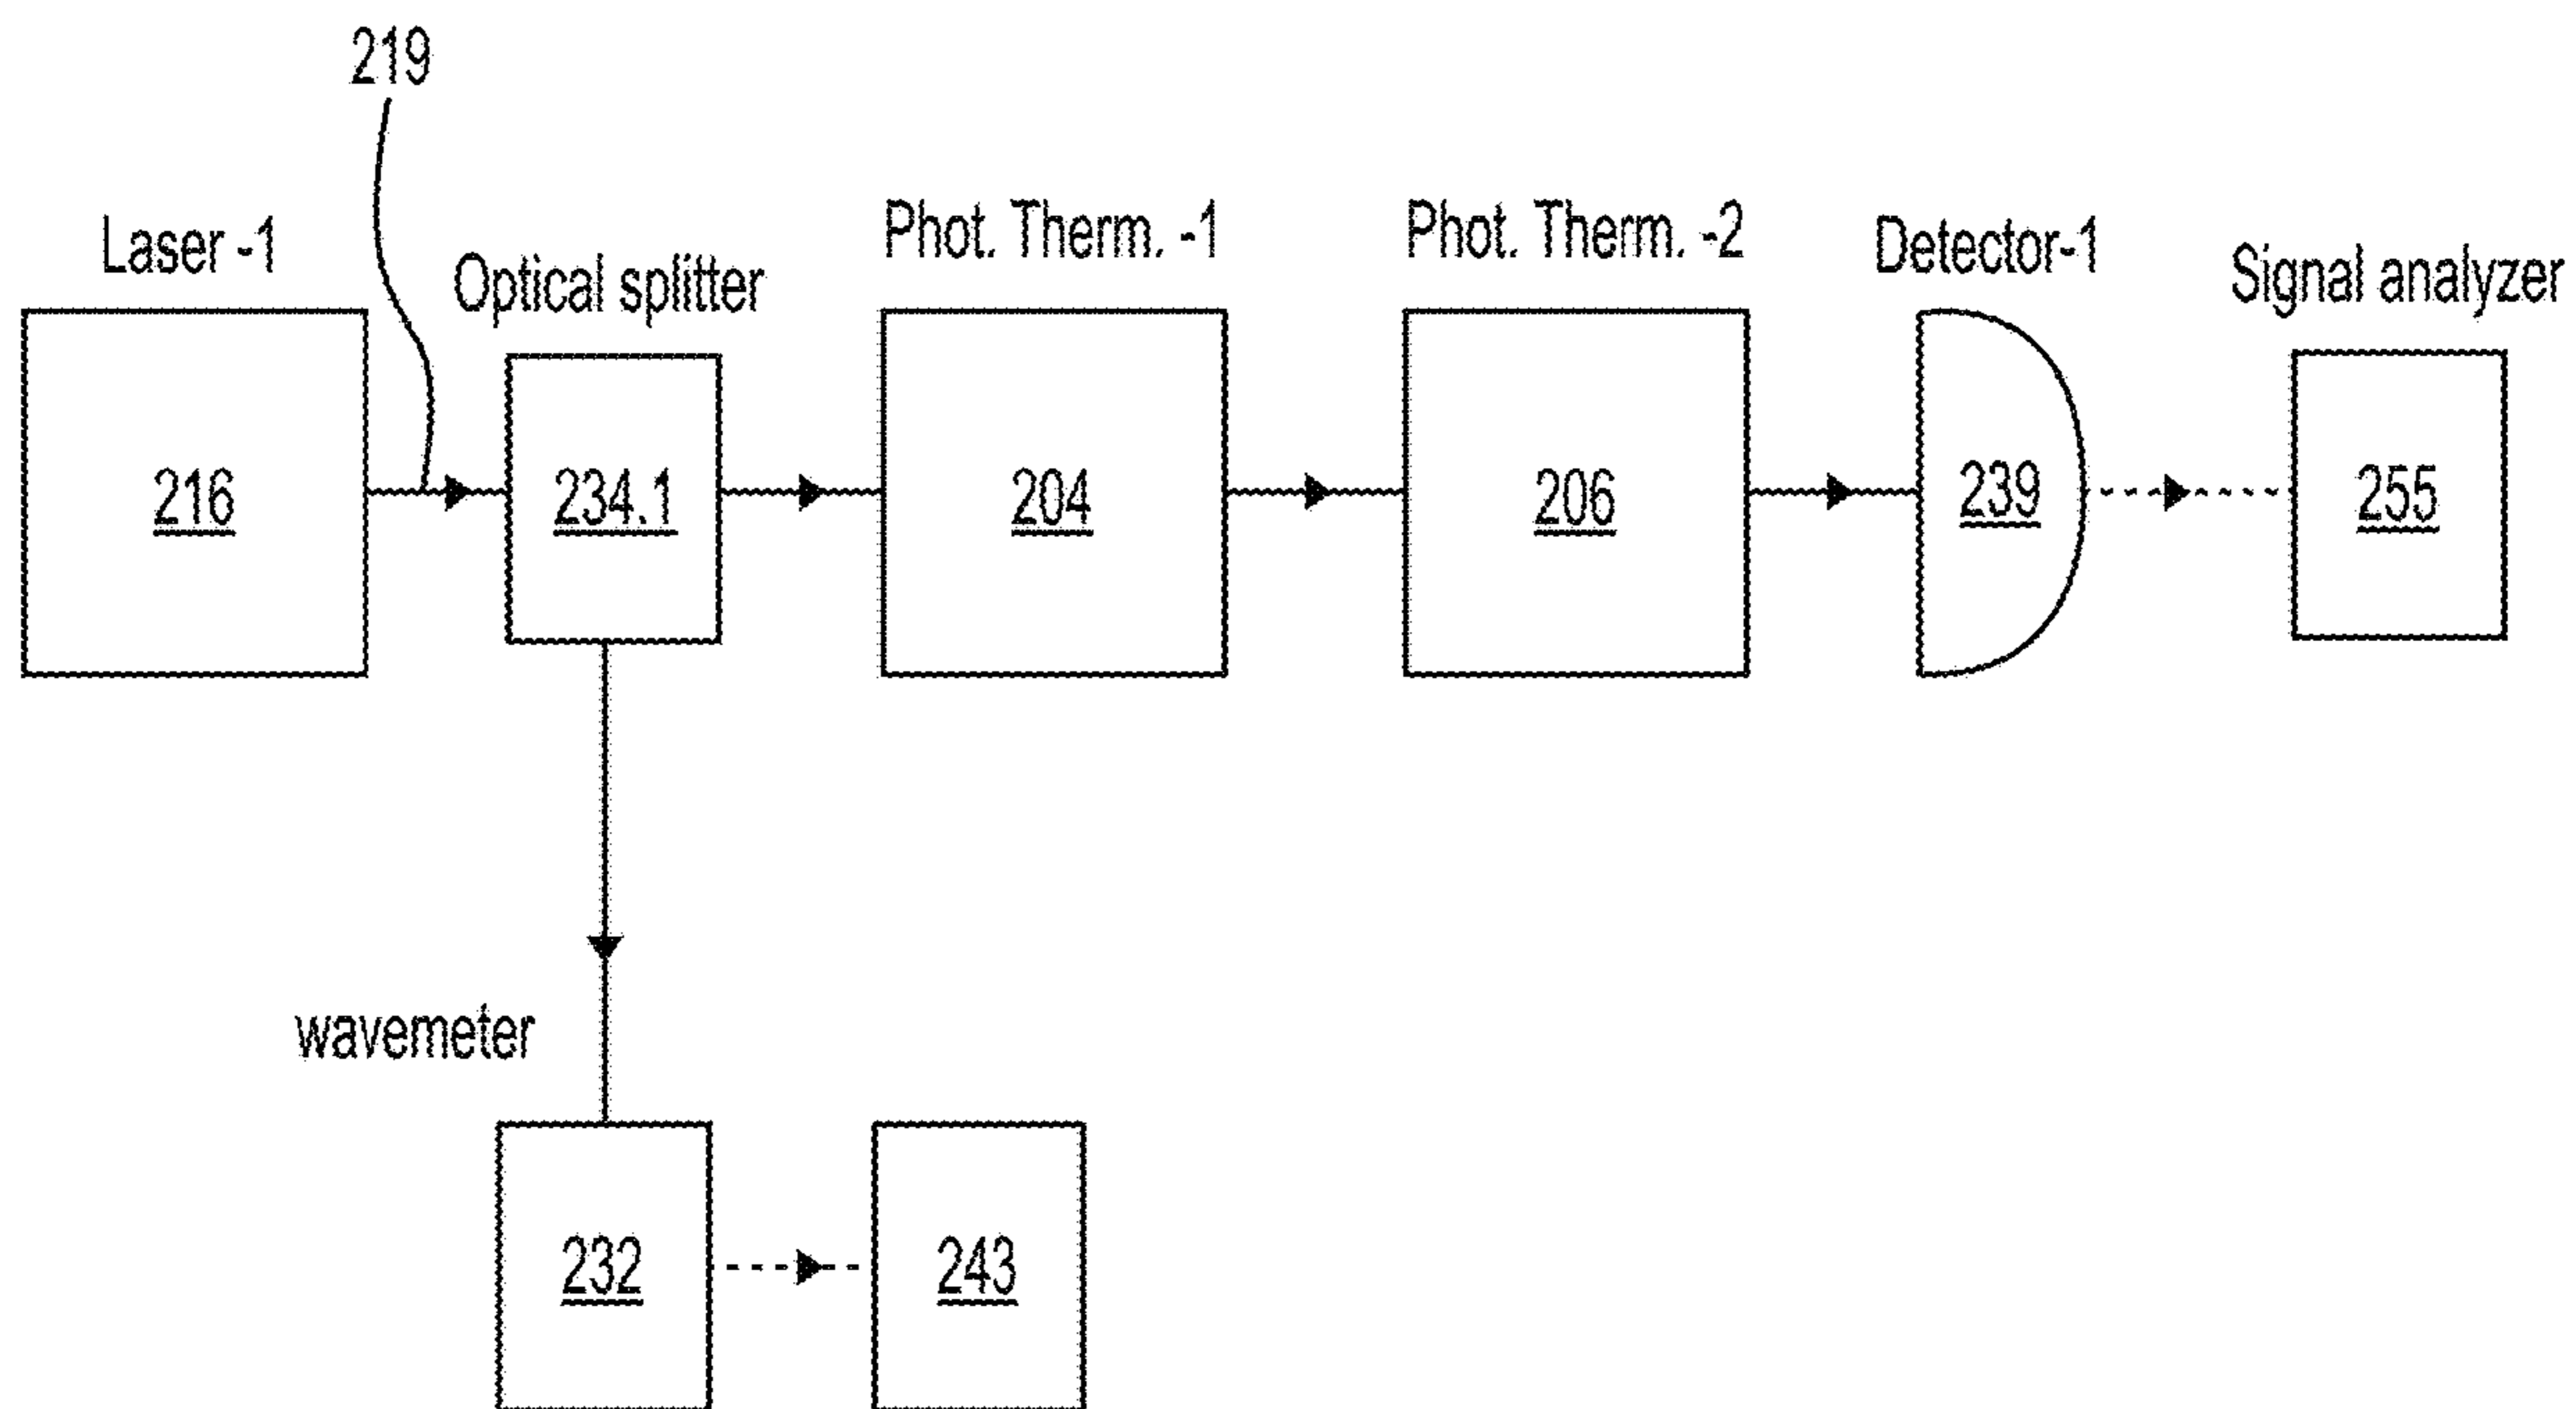 219
Laser -1
Optical splitter
Phot. Therm. -1
Phot. Therm. -2
Detector-1
Signal analyzer
216
234.1
204
206
239
255
wavemeter
232
243